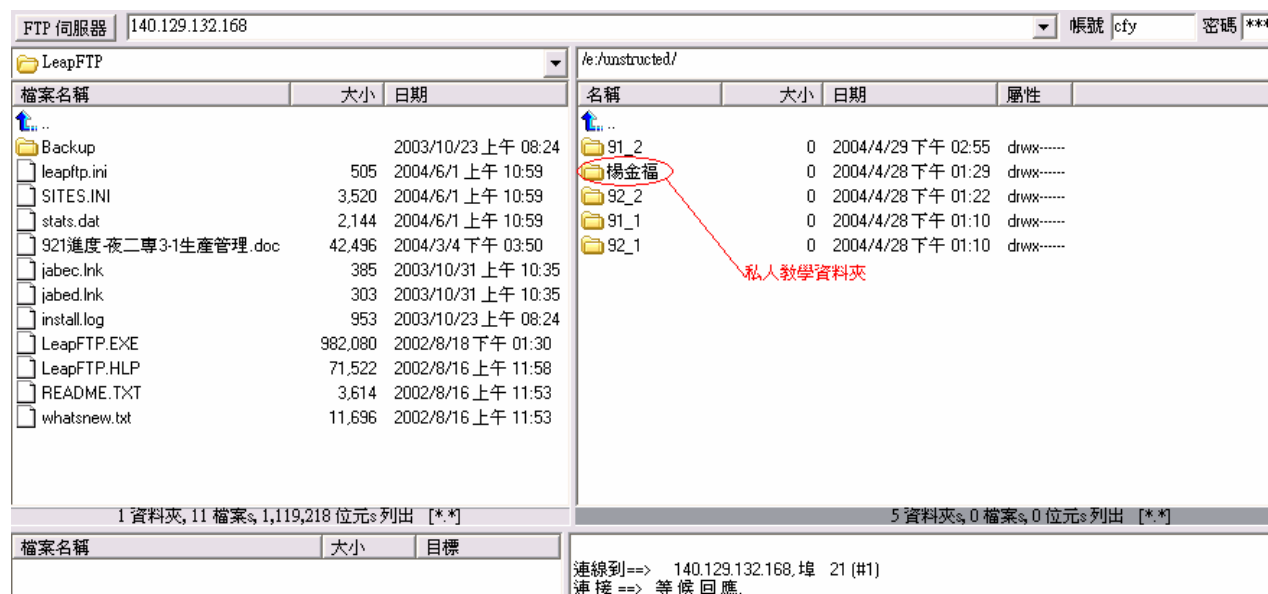 FTP 伺服器 140.129.132.168 帳號 cfy 密碼 ***
LeapFTP /e:/unstructed/
檔案名稱 大小 日期 名稱 大小 日期 屬性
.. ..
Backup 2003/10/23 上午 08:24 91_2 0 2004/4/29 下午 02:55 drwx------
leapftp.ini 505 2004/6/1 上午 10:59 楊金福 0 2004/4/28 下午 01:29 drwx------
SITES.INI 3,520 2004/6/1 上午 10:59 92_2 0 2004/4/28 下午 01:22 drwx------
stats.dat 2,144 2004/6/1 上午 10:59 91_1 0 2004/4/28 下午 01:10 drwx------
921進度-夜二專3-1生產管理.doc 42,496 2004/3/4 下午 03:50 92_1 0 2004/4/28 下午 01:10 drwx------
私人教學資料夾
jabec.lnk 385 2003/10/31 上午 10:35
jabed.lnk 303 2003/10/31 上午 10:35
install.log 953 2003/10/23 上午 08:24
LeapFTP.EXE 982,080 2002/8/18 下午 01:30
LeapFTP.HLP 71,522 2002/8/16 上午 11:58
README.TXT 3,614 2002/8/16 上午 11:53
whatsnew.txt 11,696 2002/8/16 上午 11:53
1 資料夾, 11 檔案s, 1,119,218 位元s 列出 [*.*] 5 資料夾s, 0 檔案s, 0 位元s 列出 [*.*]
檔案名稱 大小 目標
連線到==> 140.129.132.168, 埠 21 (#1)
連接 ==> 等候回應.